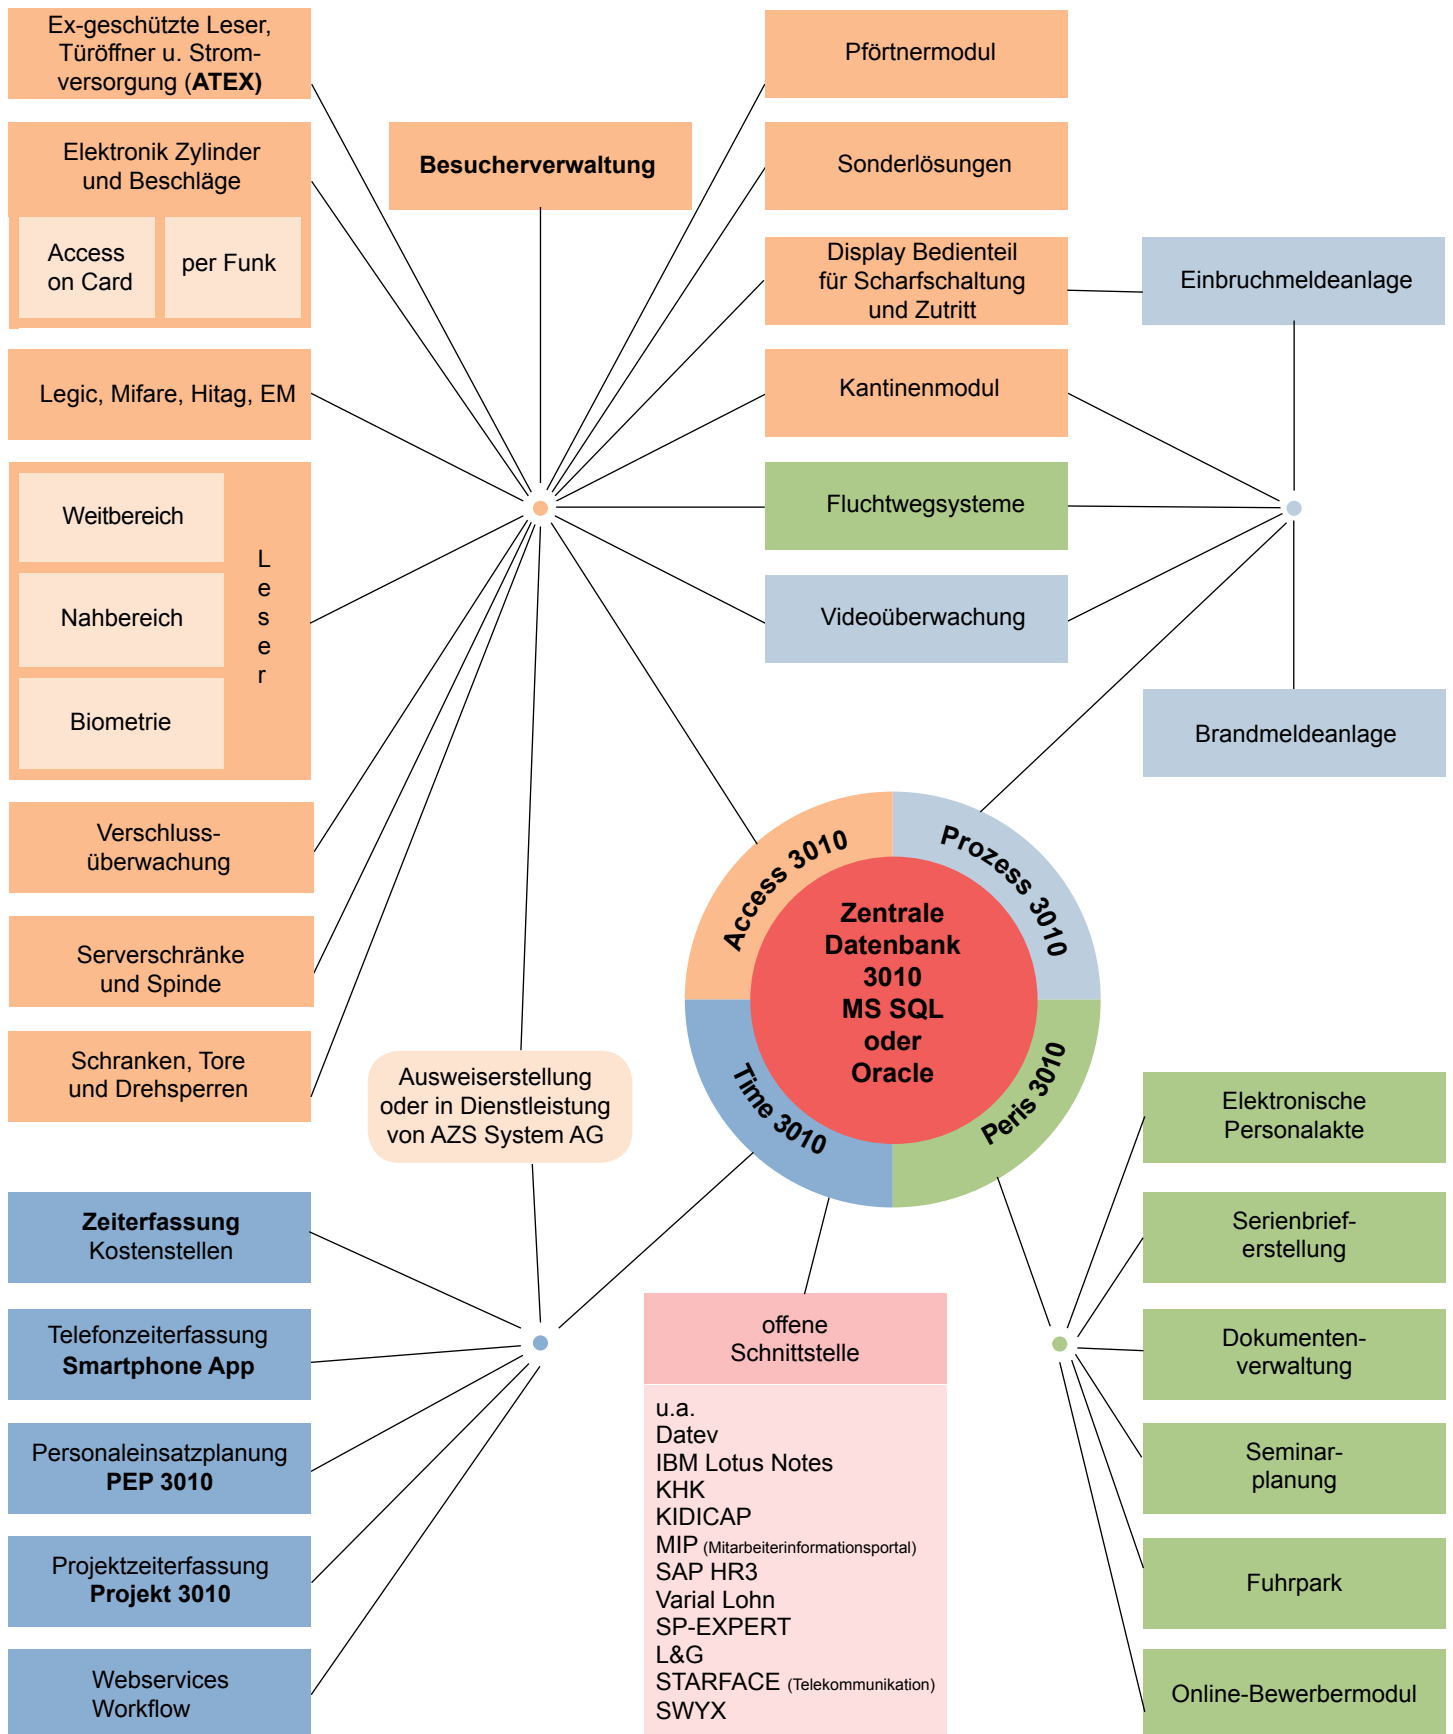 Ex-geschützte Leser,
Türöffner u. Strom-
versorgung (ATEX)
Elektronik Zylinder
und Beschläge
Access
on Card
per Funk
Legic, Mifare, Hitag, EM
Weitbereich
Nahbereich
Biometrie
L
e
s
e
r
Verschluss-
überwachung
Serverschränke
und Spinde
Schranken, Tore
und Drehsperren
Besucherverwaltung
Pförtnermodul
Sonderlösungen
Display Bedienteil
für Scharfschaltung
und Zutritt
Kantinenmodul
Fluchtwegsysteme
Videoüberwachung
Einbruchmeldeanlage
Brandmeldeanlage
Access 3010
Prozess 3010
Time 3010
Peris 3010
Zentrale
Datenbank
3010
MS SQL
oder
Oracle
Ausweiserstellung
oder in Dienstleistung
von AZS System AG
Zeiterfassung
Kostenstellen
Telefonzeiterfassung
Smartphone App
Personaleinsatzplanung
PEP 3010
Projektzeiterfassung
Projekt 3010
Webservices
Workflow
offene
Schnittstelle
u.a.
Datev
IBM Lotus Notes
KHK
KIDICAP
MIP (Mitarbeiterinformationsportal)
SAP HR3
Varial Lohn
SP-EXPERT
L&G
STARFACE (Telekommunikation)
SWYX
Elektronische
Personalakte
Serienbrief-
erstellung
Dokumenten-
verwaltung
Seminar-
planung
Fuhrpark
Online-Bewerbermodul